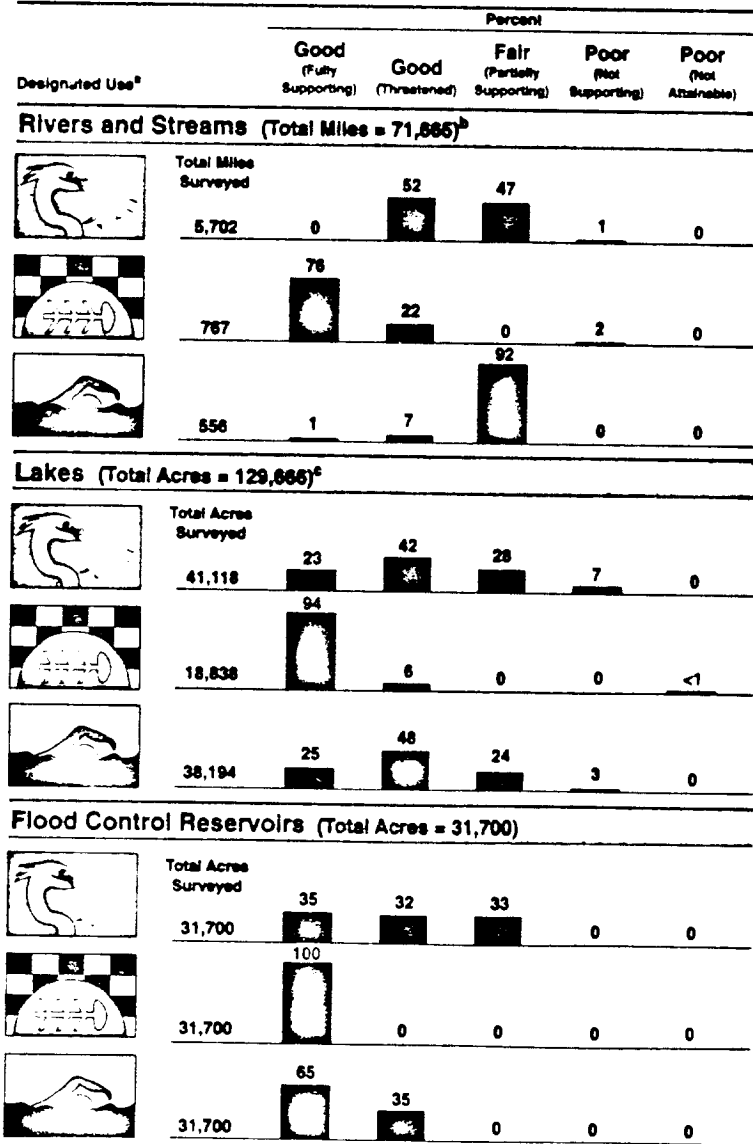 Percent
Designated Use a
Good (Fully Supporting)
Good (Threatened)
Fair (Partially Supporting)
Poor (Not Supporting)
Poor (Not Attainable)
Rivers and Streams (Total Miles = 71,665)b
Total Miles Surveyed
52 47
5,702 0 1 0
76
22
767 0 2 0
92
556 1 7 0 0
Lakes (Total Acres = 129,666)c
Total Acres Surveyed
23 42 28
41,118 7 0
94
18,838 6 0 0 <1
25 48 24
38,194 3 0
Flood Control Reservoirs (Total Acres = 31,700)
Total Acres Surveyed
35 32 33
31,700 0 0
100
31,700 0 0 0 0
65
35
31,700 0 0 0